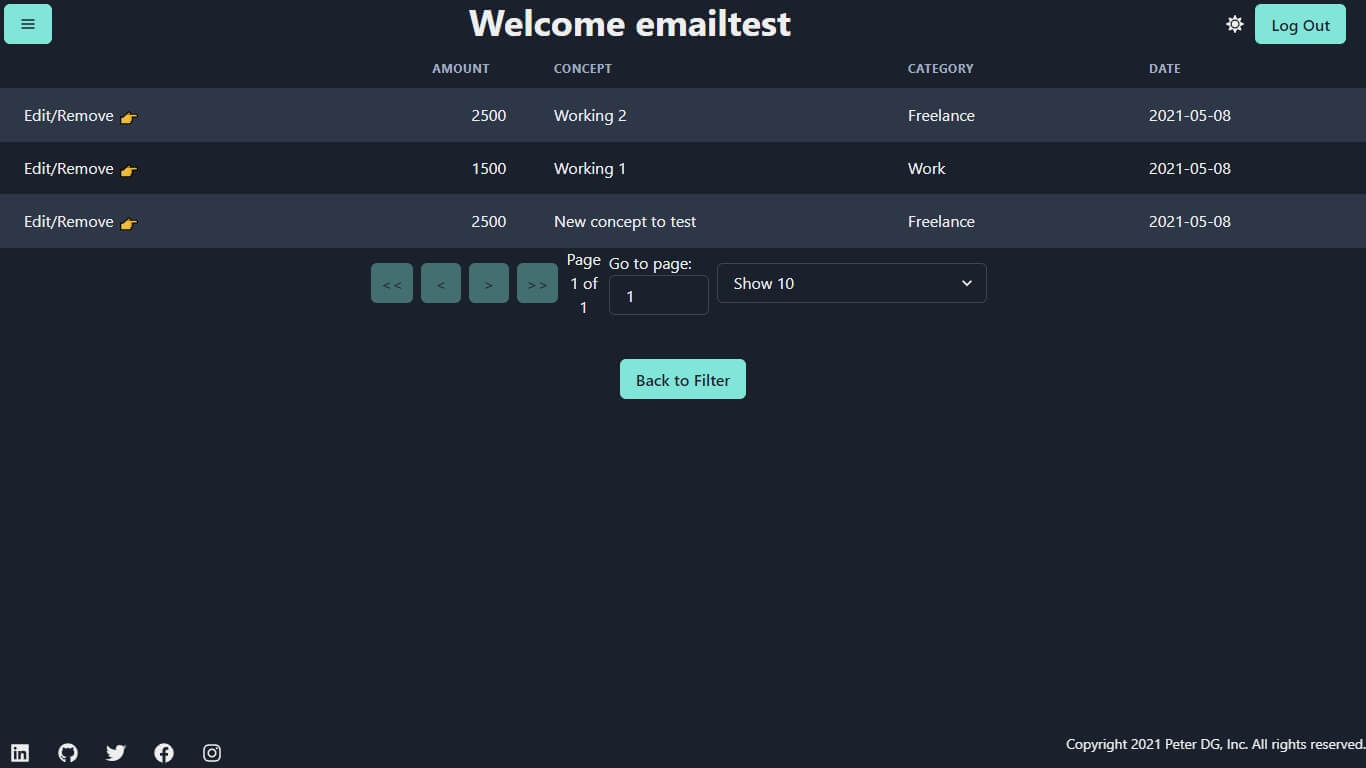 Welcome emailtest
Log Out
AMOUNT CONCEPT CATEGORY DATE
Edit/Remove 👉 2500 Working 2 Freelance 2021-05-08
Edit/Remove 👉 1500 Working 1 Work 2021-05-08
Edit/Remove 👉 2500 New concept to test Freelance 2021-05-08
<< < > >>
Page
1 of
1
Go to page:
1
Show 10
Back to Filter
Copyright 2021 Peter DG, Inc. All rights reserved.